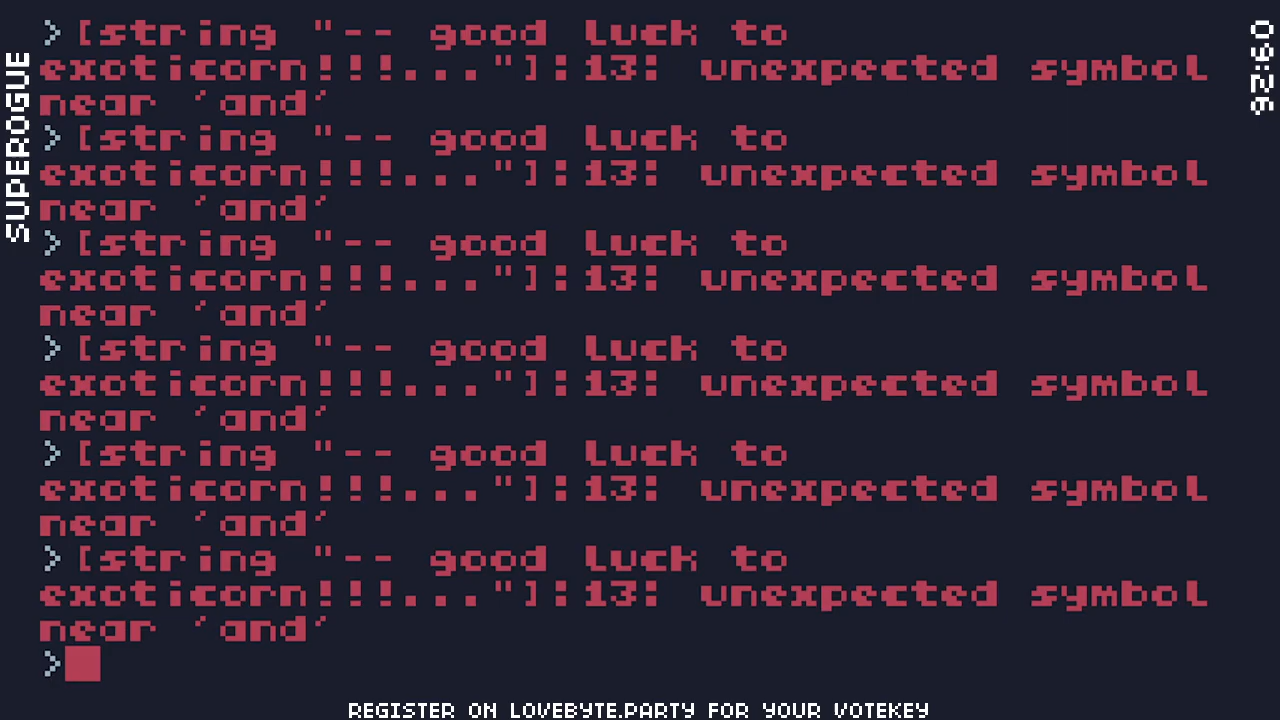 SUPEROGUE
09:26
>[string "-- good luck to
exoticorn!!!..."]:13: unexpected symbol
near 'and'
>[string "-- good luck to
exoticorn!!!..."]:13: unexpected symbol
near 'and'
>[string "-- good luck to
exoticorn!!!..."]:13: unexpected symbol
near 'and'
>[string "-- good luck to
exoticorn!!!..."]:13: unexpected symbol
near 'and'
>[string "-- good luck to
exoticorn!!!..."]:13: unexpected symbol
near 'and'
>[string "-- good luck to
exoticorn!!!..."]:13: unexpected symbol
near 'and'
>
REGISTER ON LOVEBYTE.PARTY FOR YOUR VOTEKEY